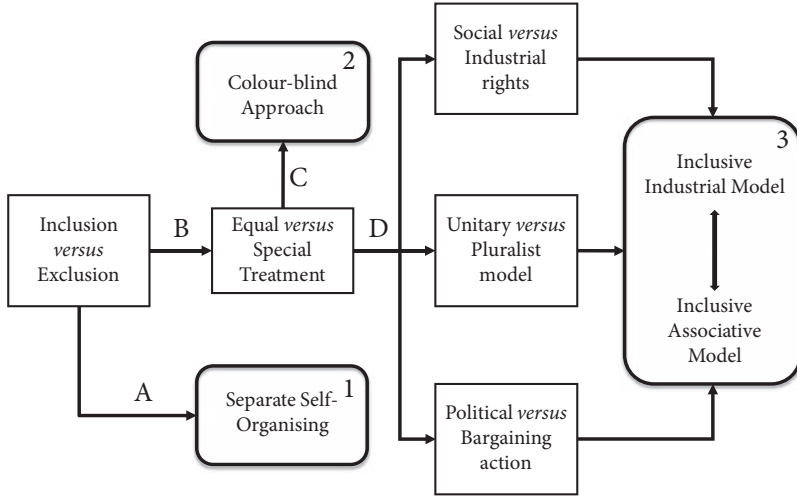 Inclusion
versus
Exclusion
A
Separate Self-
Organising
1
B
Equal versus
Special
Treatment
C
Colour-blind
Approach
2
D
Social versus
Industrial
rights
Unitary versus
Pluralist
model
Political versus
Bargaining
action
3
Inclusive
Industrial Model
Inclusive
Associative
Model